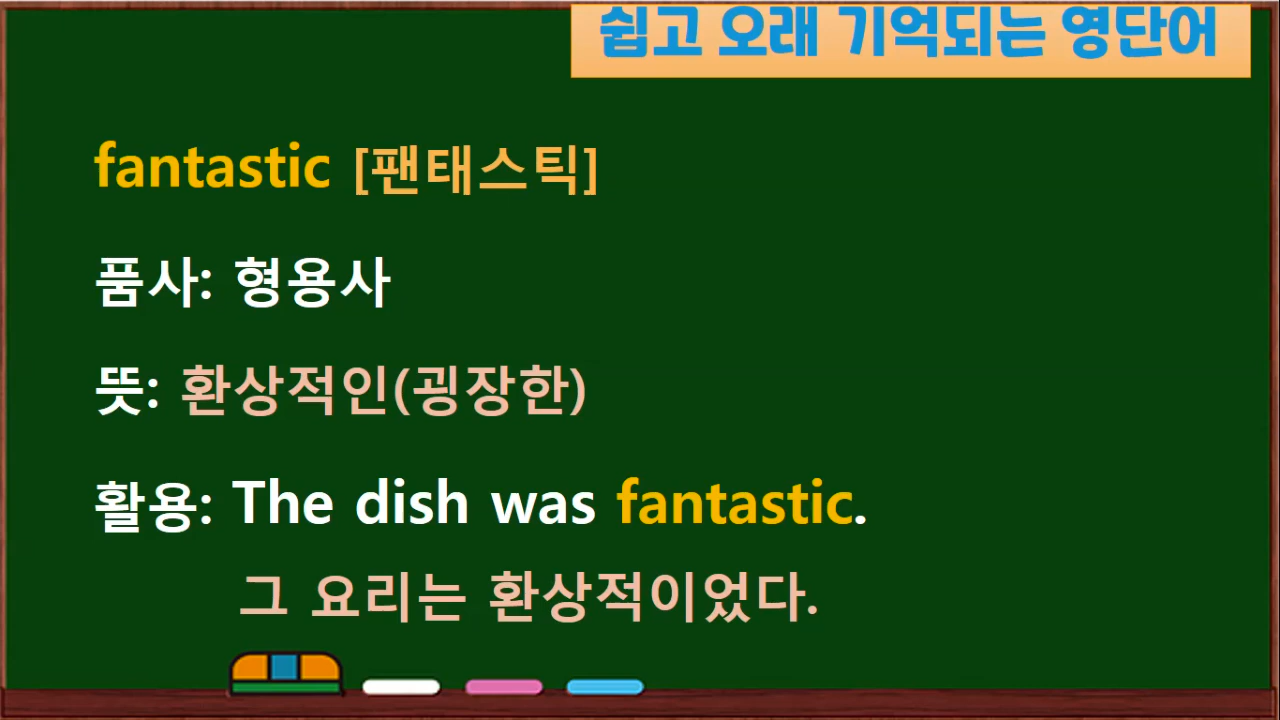 쉽고 오래 기억되는 영단어
fantastic [팬태스틱]
품사: 형용사
뜻: 환상적인(굉장한)
활용: The dish was fantastic.
그 요리는 환상적이었다.